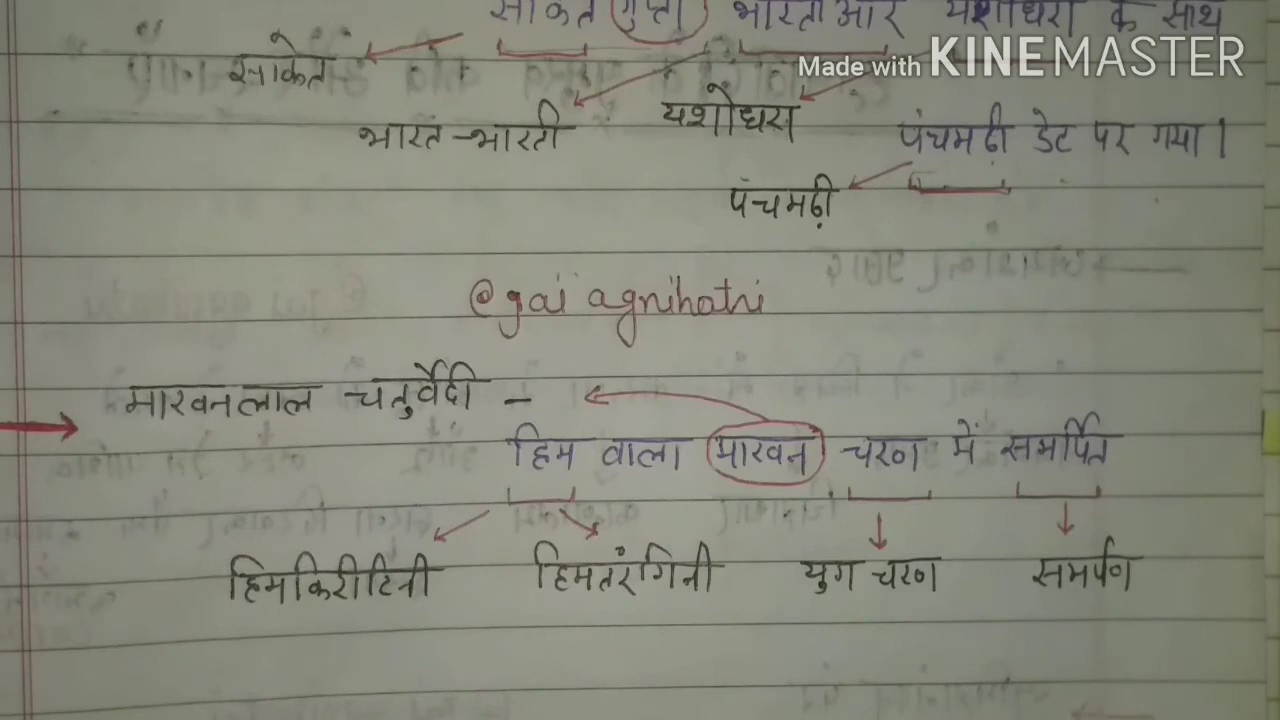 साकेत गुप्ता भारती और यशोधरा के साथ
Made with KINEMASTER
साकेत
भारत-भारती यशोधरा पंचमढ़ी डेट पर गया।
पंचमढ़ी
@gai agnihotri
माखनलाल चतुर्वेदी -
हिम वाला माखन चरण में समर्पित
हिमकिरीटिनी हिमतरंगिनी युग चरण समर्पण